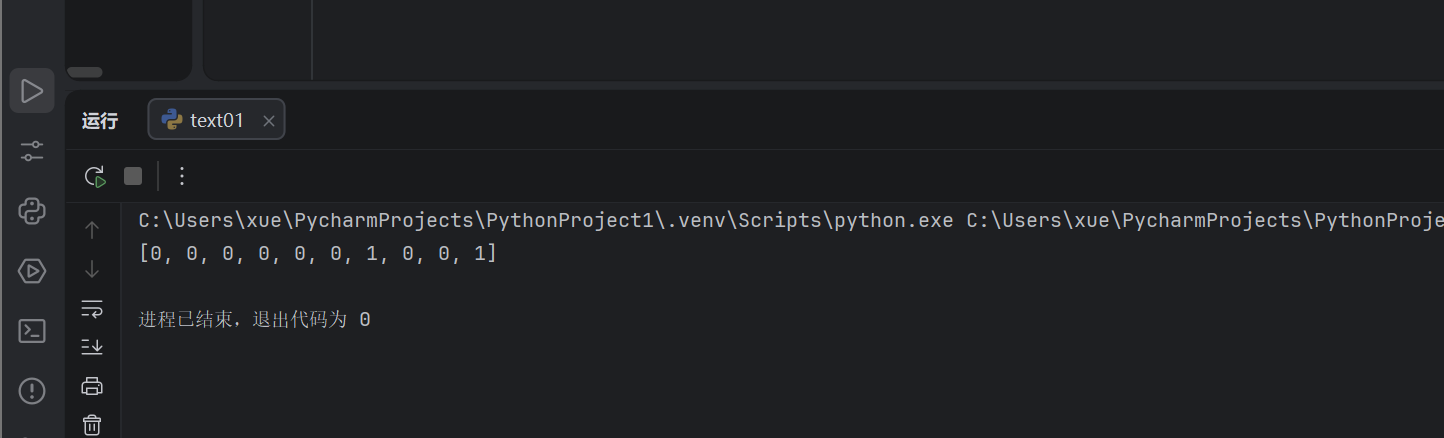 运行 text01
C:\Users\xue\PycharmProjects\PythonProject1\.venv\Scripts\python.exe C:\Users\xue\PycharmProjects\PythonProje
[0, 0, 0, 0, 0, 0, 1, 0, 0, 1]
进程已结束，退出代码为 0